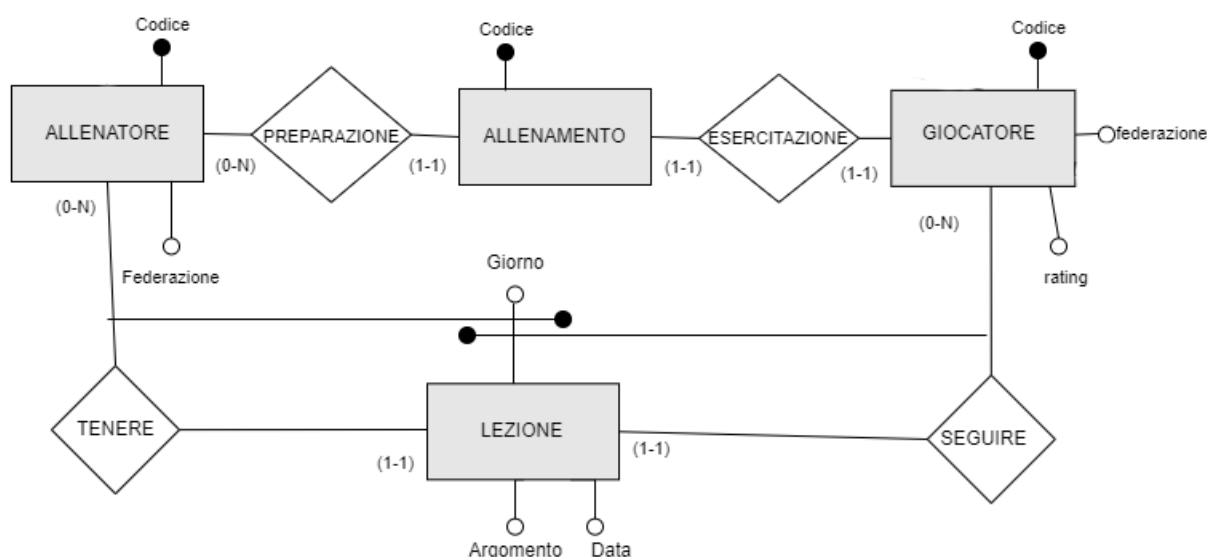 Codice
Codice
Codice
ALLENATORE
PREPARAZIONE
ALLENAMENTO
ESERCITAZIONE
GIOCATORE
federazione
(0-N)
(1-1)
(1-1)
(1-1)
(0-N)
(0-N)
Federazione
Giorno
rating
TENERE
LEZIONE
SEGUIRE
(1-1)
(1-1)
Argomento
Data